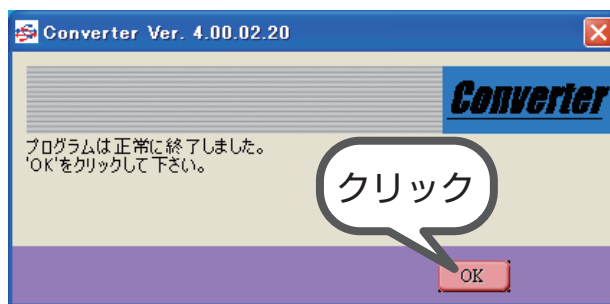 Converter Ver. 4.00.02.20
Converter
プログラムは正常に終了しました。
'OK'をクリックして下さい。
クリック
OK